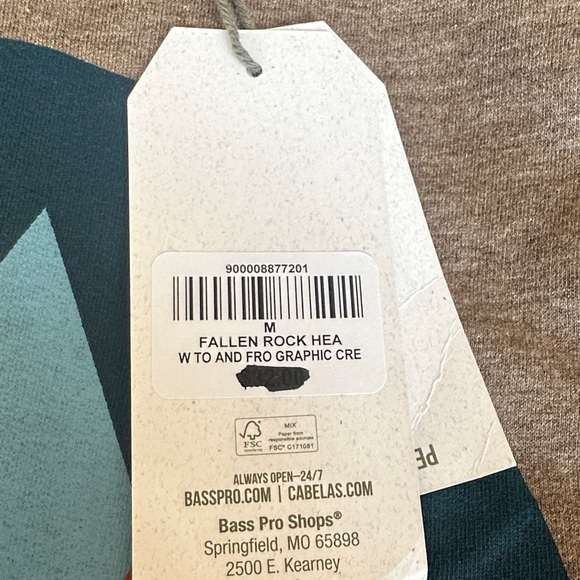 900008877201
M
FALLEN ROCK HEA
W TO AND FRO GRAPHIC CRE
FSC
MIX
Paper from
responsible sources
FSC® C171081
ALWAYS OPEN–24/7
BASSPRO.COM | CABELAS.COM
Bass Pro Shops®
Springfield, MO 65898
2500 E. Kearney
PE